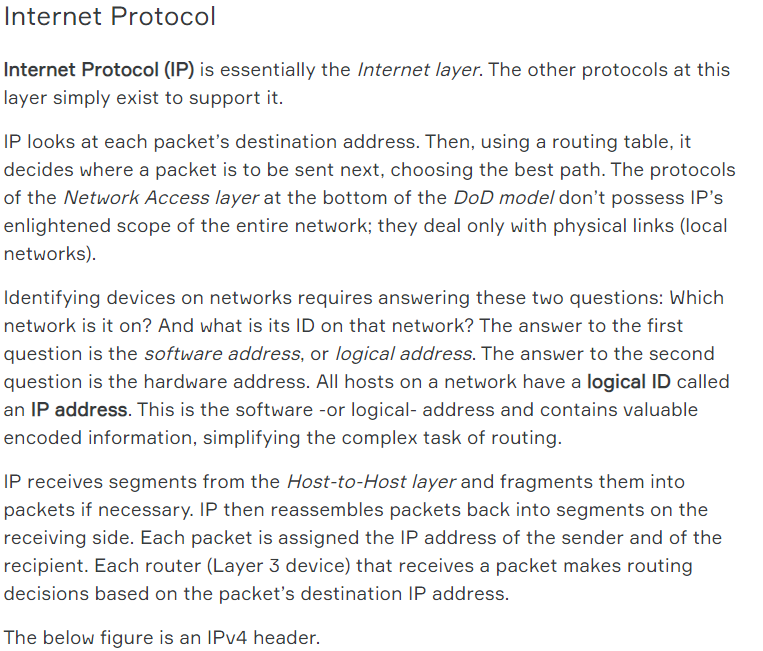 Internet Protocol
Internet Protocol (IP) is essentially the Internet layer. The other protocols at this
layer simply exist to support it.
IP looks at each packet’s destination address. Then, using a routing table, it
decides where a packet is to be sent next, choosing the best path. The protocols
of the Network Access layer at the bottom of the DoD model don’t possess IP’s
enlightened scope of the entire network; they deal only with physical links (local
networks).
Identifying devices on networks requires answering these two questions: Which
network is it on? And what is its ID on that network? The answer to the first
question is the software address, or logical address. The answer to the second
question is the hardware address. All hosts on a network have a logical ID called
an IP address. This is the software -or logical- address and contains valuable
encoded information, simplifying the complex task of routing.
IP receives segments from the Host-to-Host layer and fragments them into
packets if necessary. IP then reassembles packets back into segments on the
receiving side. Each packet is assigned the IP address of the sender and of the
recipient. Each router (Layer 3 device) that receives a packet makes routing
decisions based on the packet’s destination IP address.
The below figure is an IPv4 header.